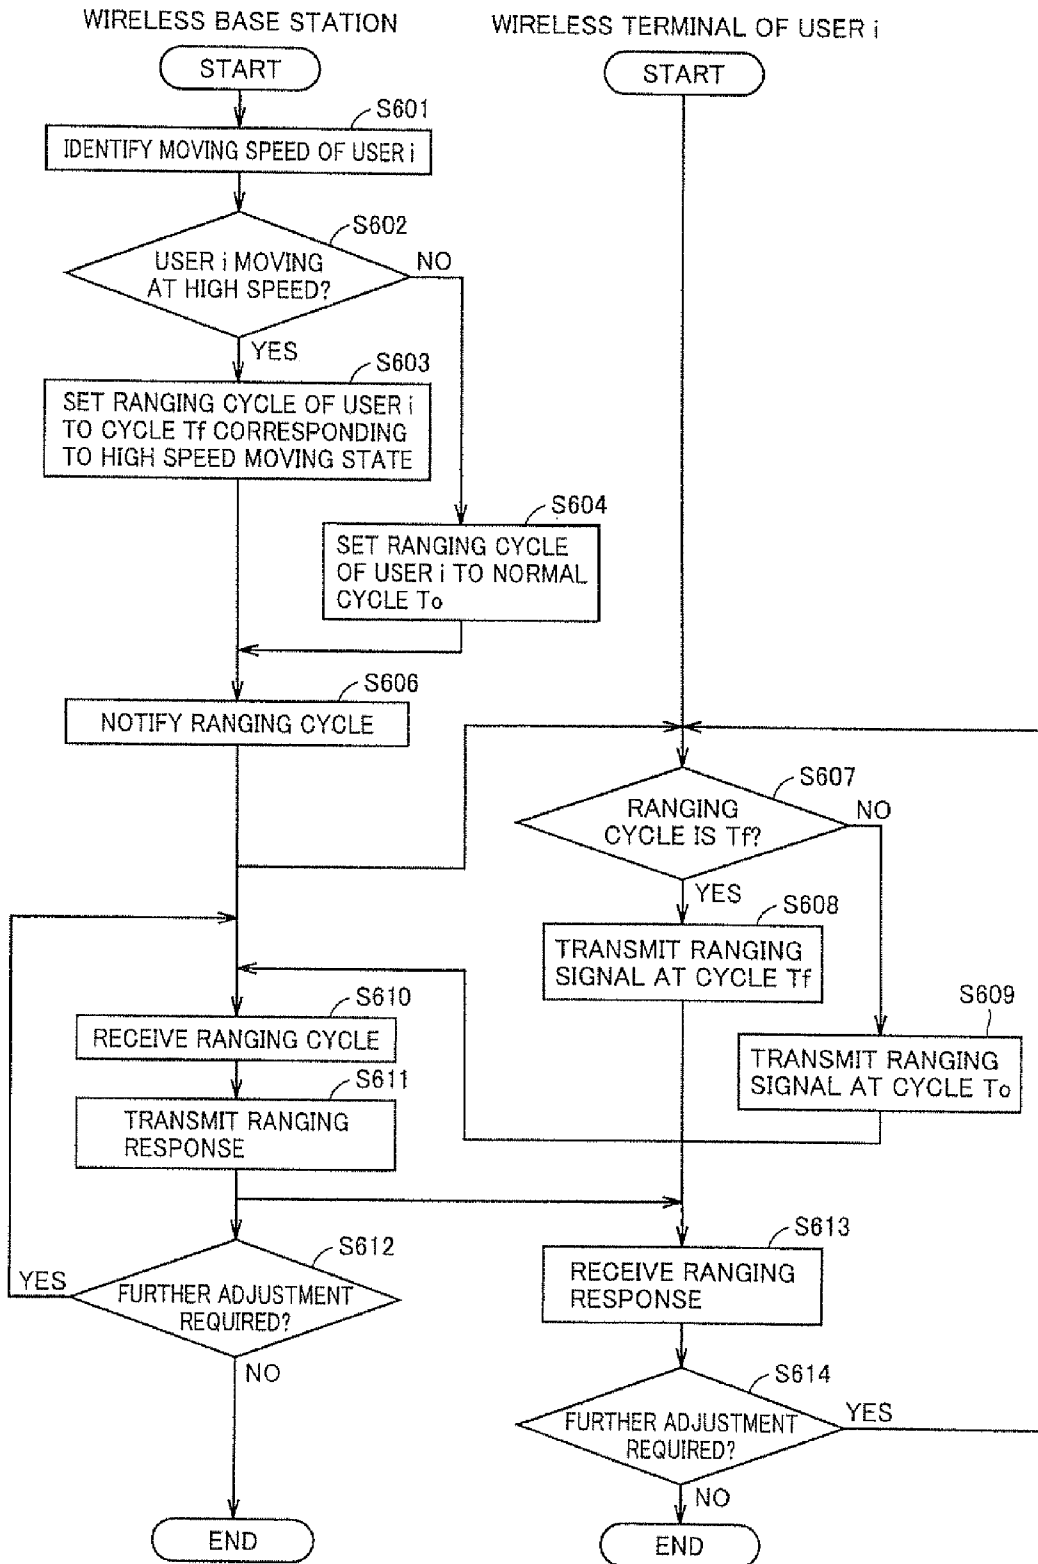 WIRELESS BASE STATION
START
S601
IDENTIFY MOVING SPEED OF USER i
S602
USER i MOVING
AT HIGH SPEED?
NO
YES
S603
SET RANGING CYCLE OF USER i
TO CYCLE Tf CORRESPONDING
TO HIGH SPEED MOVING STATE
S604
SET RANGING CYCLE
OF USER i TO NORMAL
CYCLE To
S606
NOTIFY RANGING CYCLE
S610
RECEIVE RANGING CYCLE
S611
TRANSMIT RANGING
RESPONSE
S612
YES
FURTHER ADJUSTMENT
REQUIRED?
NO
END
WIRELESS TERMINAL OF USER i
START
S607
RANGING
CYCLE IS Tf?
NO
YES
S608
TRANSMIT RANGING
SIGNAL AT CYCLE Tf
S609
TRANSMIT RANGING
SIGNAL AT CYCLE To
S613
RECEIVE RANGING
RESPONSE
S614
FURTHER ADJUSTMENT
REQUIRED?
YES
NO
END